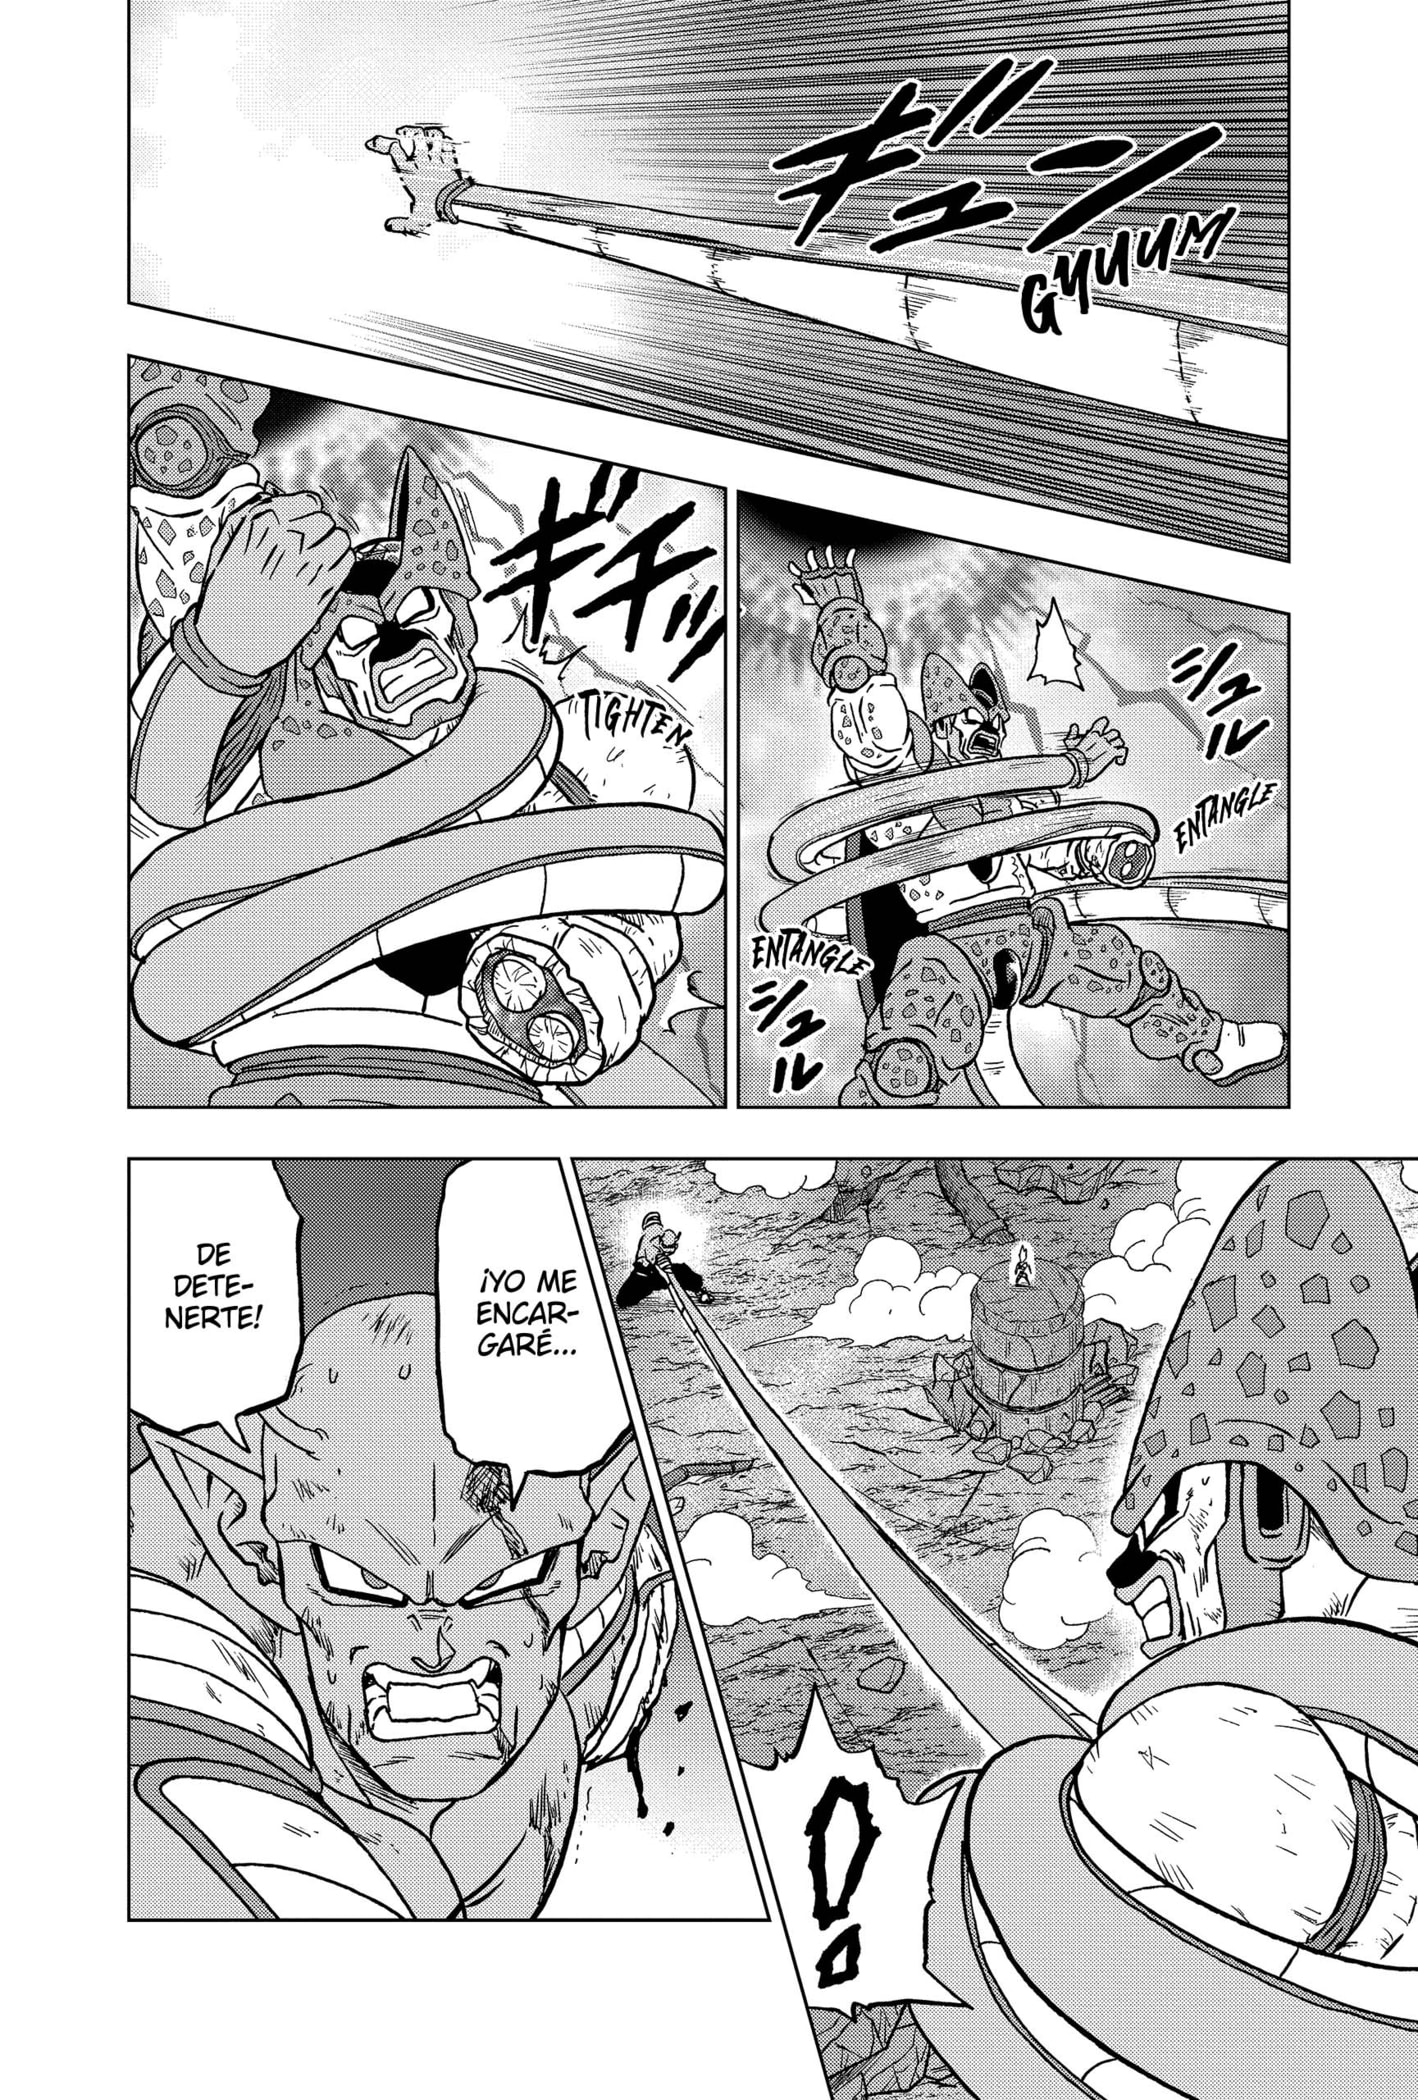 ギュン
GYUUM
シュル
ENTANGLE
ENTANGLE
シュル
ギチッ
TIGHTEN
!
¡YO ME
ENCAR-
GARÉ...
DE
DETE-
NERTE!